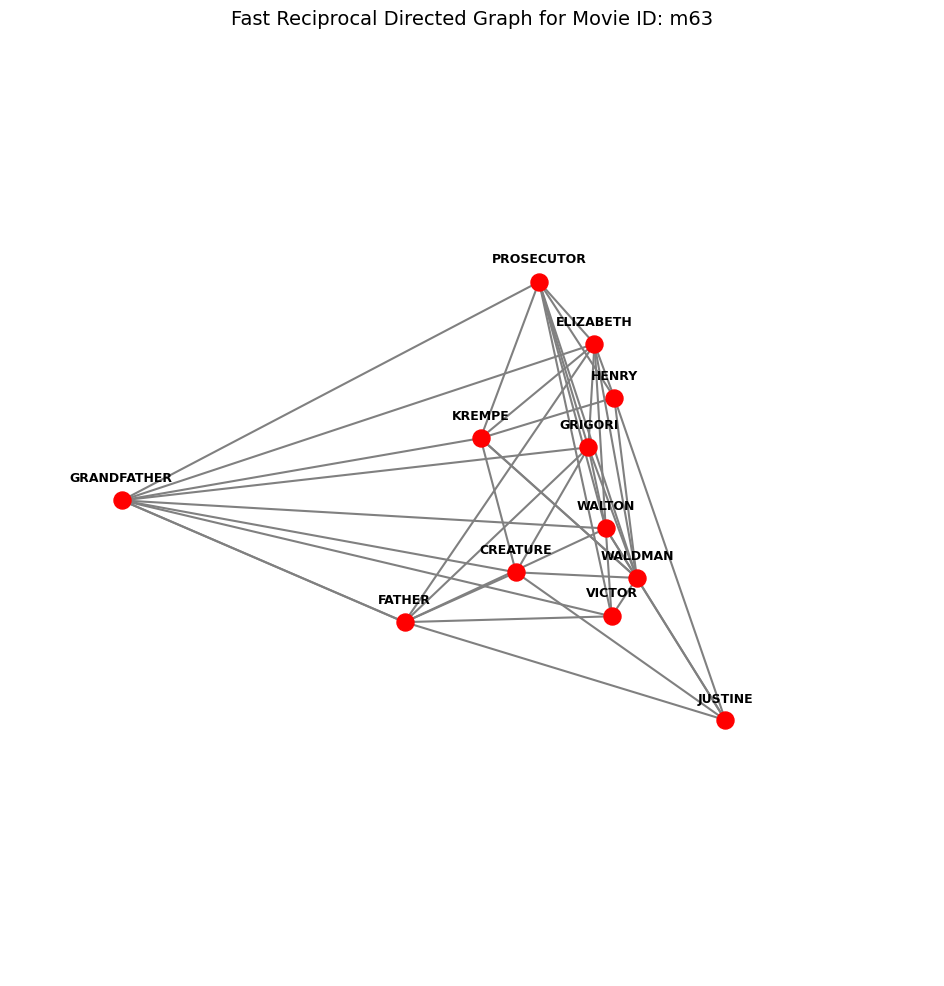 Fast Reciprocal Directed Graph for Movie ID: m63
PROSECUTOR
ELIZABETH
HENRY
KREMPE
GRIGORI
GRANDFATHER
WALTON
CREATURE
WALDMAN
VICTOR
FATHER
JUSTINE